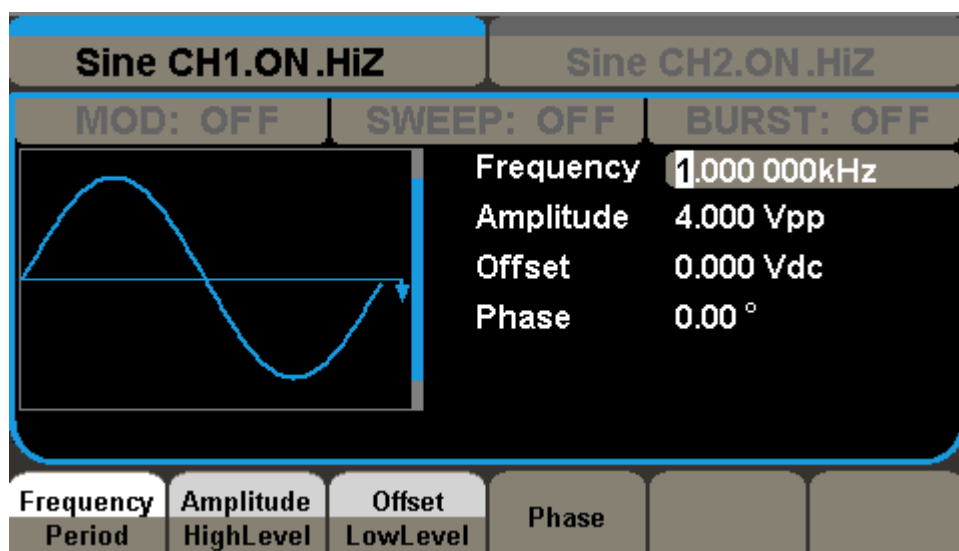 Sine CH1.ON.HiZ Sine CH2.ON.HiZ
MOD: OFF SWEEP: OFF BURST: OFF
Frequency 1.000 000kHz
Amplitude 4.000 Vpp
Offset 0.000 Vdc
Phase 0.00 °
Frequency Amplitude Offset Phase
Period HighLevel LowLevel